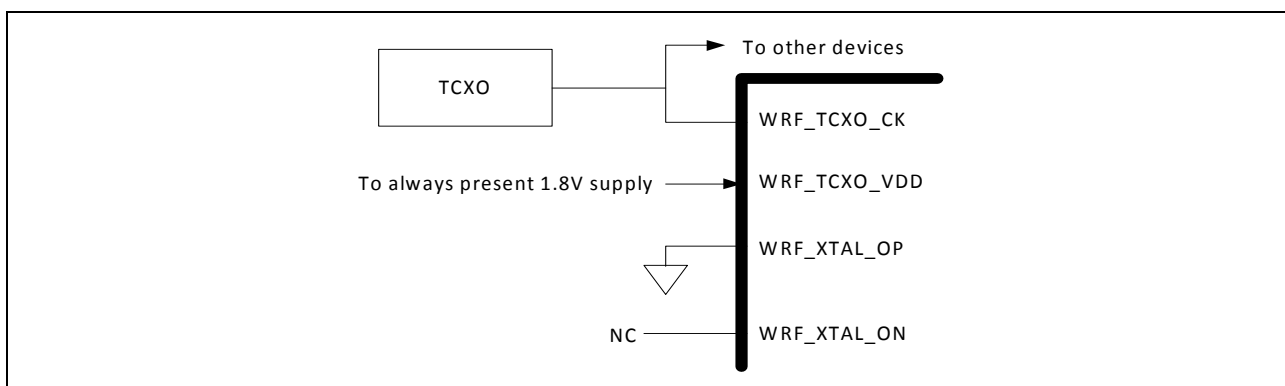 To other devices
TCXO
WRF_TCXO_CK
To always present 1.8V supply
WRF_TCXO_VDD
WRF_XTAL_OP
NC
WRF_XTAL_ON